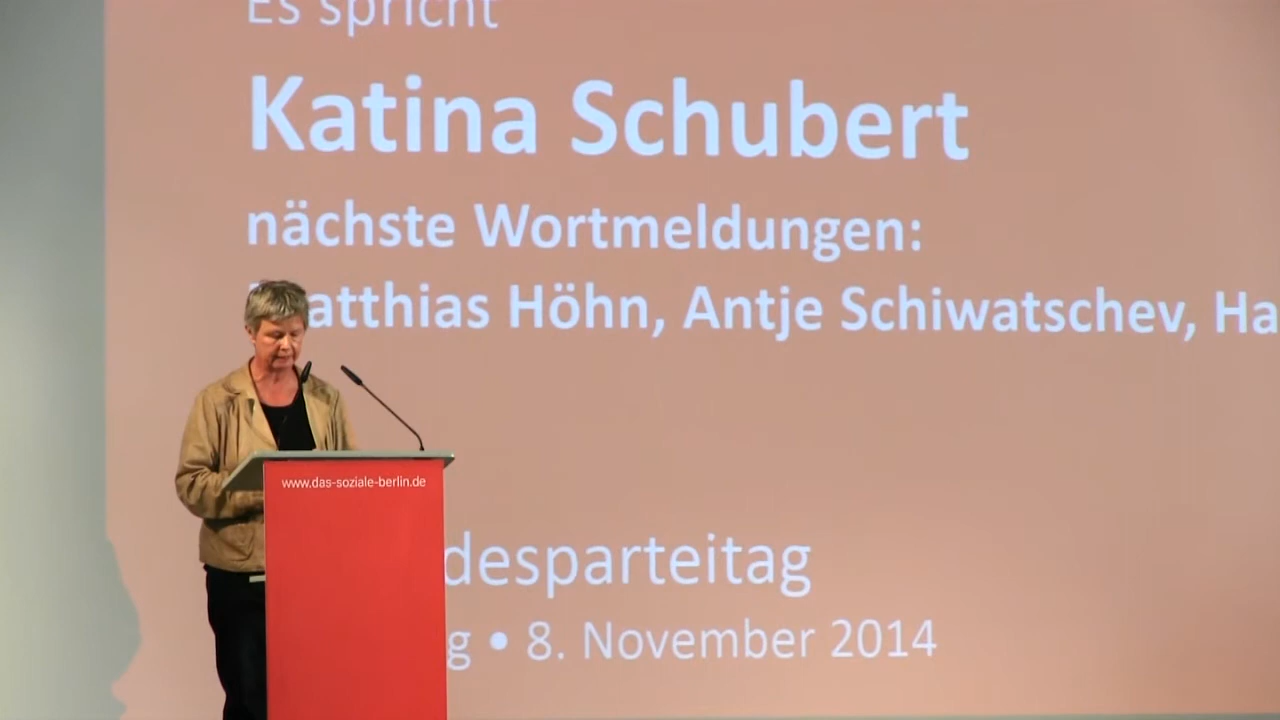 Es spricht
Katina Schubert
nächste Wortmeldungen:
Matthias Höhn, Antje Schiwatschev, Ha
www.das-soziale-berlin.de
desparteitag
g • 8. November 2014